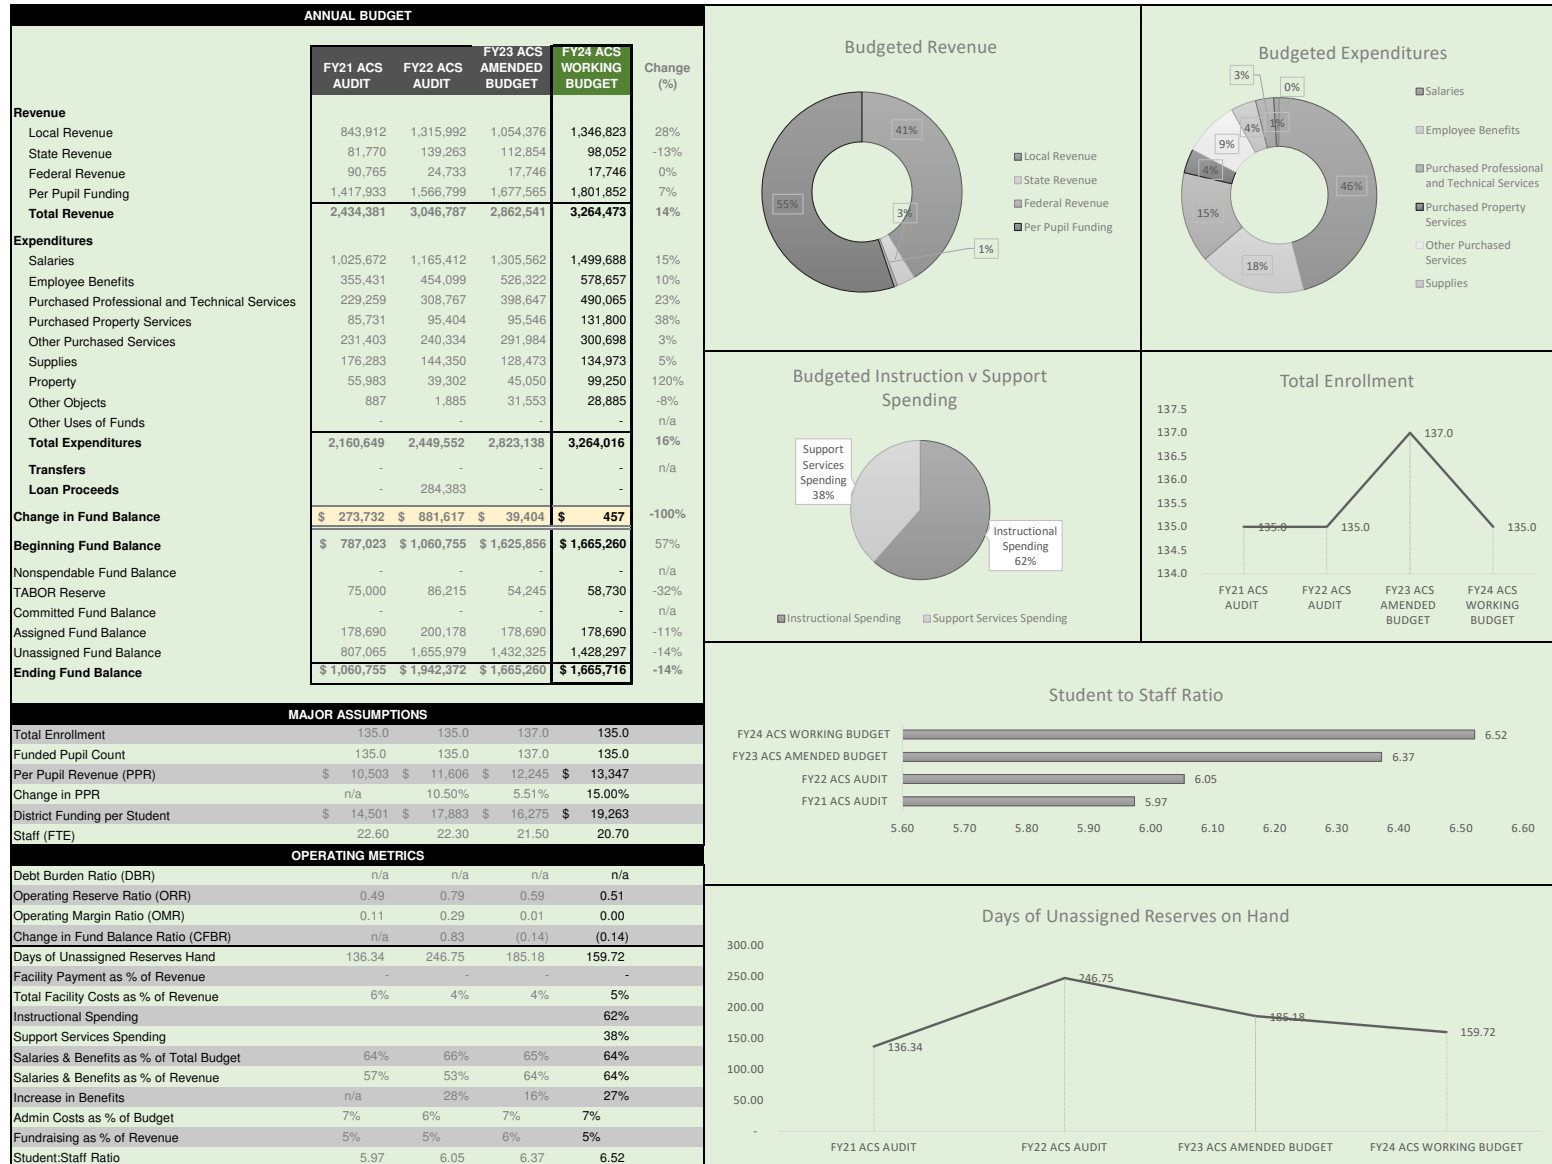 ANNUAL BUDGET
FY21 ACS AUDIT FY22 ACS AUDIT FY23 ACS AMENDED BUDGET FY24 ACS WORKING BUDGET Change (%)
Revenue
Local Revenue 843,912 1,315,992 1,054,376 1,346,823 28%
State Revenue 81,770 139,263 112,854 98,052 -13%
Federal Revenue 90,765 24,733 17,746 17,746 0%
Per Pupil Funding 1,417,933 1,566,799 1,677,565 1,801,852 7%
Total Revenue 2,434,381 3,046,787 2,862,541 3,264,473 14%
Expenditures
Salaries 1,025,672 1,165,412 1,305,562 1,499,688 15%
Employee Benefits 355,431 454,099 526,322 578,657 10%
Purchased Professional and Technical Services 229,259 308,767 398,647 490,065 23%
Purchased Property Services 85,731 95,404 95,546 131,800 38%
Other Purchased Services 231,403 240,334 291,984 300,698 3%
Supplies 176,283 144,350 128,473 134,973 5%
Property 55,983 39,302 45,050 99,250 120%
Other Objects 887 1,885 31,553 28,885 -8%
Other Uses of Funds - - - - n/a
Total Expenditures 2,160,649 2,449,552 2,823,138 3,264,016 16%
Transfers - - - - n/a
Loan Proceeds - 284,383 - -
Change in Fund Balance $ 273,732 $ 881,617 $ 39,404 $ 457 -100%
Beginning Fund Balance $ 787,023 $ 1,060,755 $ 1,625,856 $ 1,665,260 57%
Nonspendable Fund Balance - - - - n/a
TABOR Reserve 75,000 86,215 54,245 58,730 -32%
Committed Fund Balance - - - - n/a
Assigned Fund Balance 178,690 200,178 178,690 178,690 -11%
Unassigned Fund Balance 807,065 1,655,979 1,432,325 1,428,297 -14%
Ending Fund Balance $ 1,060,755 $ 1,942,372 $ 1,665,260 $ 1,665,716 -14%
MAJOR ASSUMPTIONS
Total Enrollment 135.0 135.0 137.0 135.0
Funded Pupil Count 135.0 135.0 137.0 135.0
Per Pupil Revenue (PPR) $ 10,503 $ 11,606 $ 12,245 $ 13,347
Change in PPR n/a 10.50% 5.51% 15.00%
District Funding per Student $ 14,501 $ 17,883 $ 16,275 $ 19,263
Staff (FTE) 22.60 22.30 21.50 20.70
OPERATING METRICS
Debt Burden Ratio (DBR) n/a n/a n/a n/a
Operating Reserve Ratio (ORR) 0.49 0.79 0.59 0.51
Operating Margin Ratio (OMR) 0.11 0.29 0.01 0.00
Change in Fund Balance Ratio (CFBR) n/a 0.83 (0.14) (0.14)
Days of Unassigned Reserves Hand 136.34 246.75 185.18 159.72
Facility Payment as % of Revenue - - - -
Total Facility Costs as % of Revenue 6% 4% 4% 5%
Instructional Spending 62%
Support Services Spending 38%
Salaries & Benefits as % of Total Budget 64% 66% 65% 64%
Salaries & Benefits as % of Revenue 57% 53% 64% 64%
Increase in Benefits n/a 28% 16% 27%
Admin Costs as % of Budget 7% 6% 7% 7%
Fundraising as % of Revenue 5% 5% 6% 5%
Student:Staff Ratio 5.97 6.05 6.37 6.52
Budgeted Revenue
41%
55%
3%
1%
Local Revenue
State Revenue
Federal Revenue
Per Pupil Funding
Budgeted Expenditures
3%
0%
4%
1%
9%
4%
46%
15%
18%
Salaries
Employee Benefits
Purchased Professional
and Technical Services
Purchased Property
Services
Other Purchased
Services
Supplies
Budgeted Instruction v Support
Spending
Support
Services
Spending
38%
Instructional
Spending
62%
Instructional Spending Support Services Spending
Total Enrollment
137.5
137.0
136.5
136.0
135.5
135.0
134.5
134.0
135.0 135.0 137.0 135.0
FY21 ACS AUDIT FY22 ACS AUDIT FY23 ACS AMENDED BUDGET FY24 ACS WORKING BUDGET
Student to Staff Ratio
FY24 ACS WORKING BUDGET 6.52
FY23 ACS AMENDED BUDGET 6.37
FY22 ACS AUDIT 6.05
FY21 ACS AUDIT 5.97
5.60 5.70 5.80 5.90 6.00 6.10 6.20 6.30 6.40 6.50 6.60
Days of Unassigned Reserves on Hand
300.00
250.00
200.00
150.00
100.00
50.00
-
136.34 246.75 185.18 159.72
FY21 ACS AUDIT FY22 ACS AUDIT FY23 ACS AMENDED BUDGET FY24 ACS WORKING BUDGET